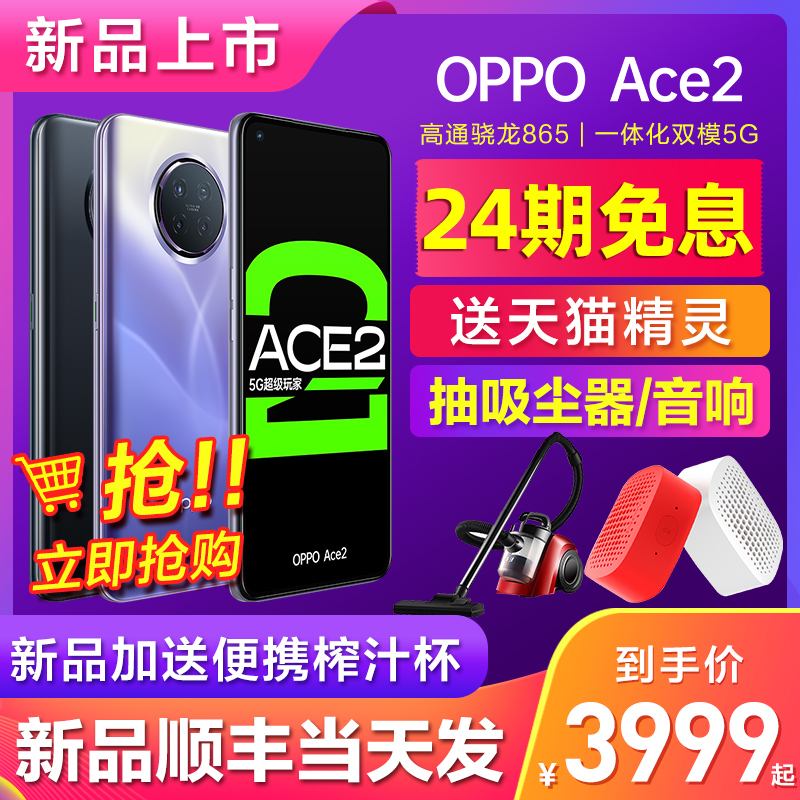 新品上市
OPPO Ace2
高通骁龙865 | 一体化双模5G
24期免息
送天猫精灵
抽吸尘器/音响
ACE2
5G超级玩家
OPPO Ace2
抢!!
立即抢购
新品加送便携榨汁杯
新品顺丰当天发
到手价
¥3999起